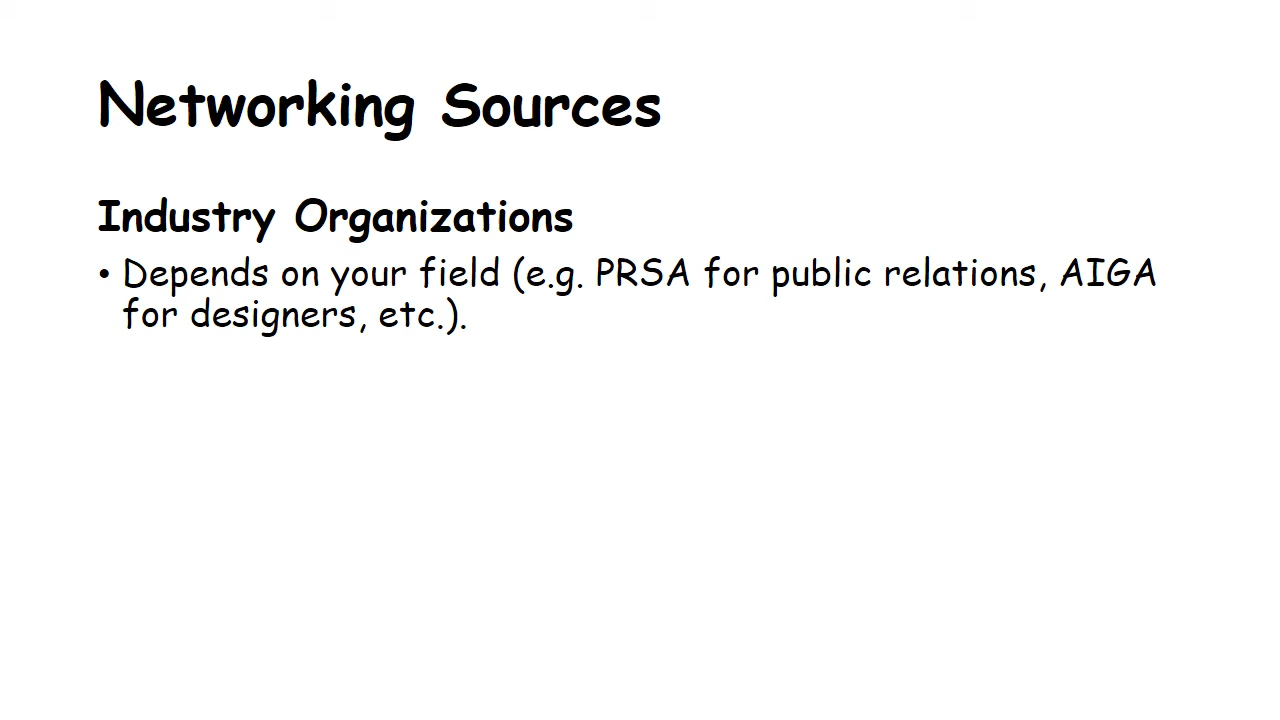 Networking Sources
Industry Organizations
• Depends on your field (e.g. PRSA for public relations, AIGA
for designers, etc.).